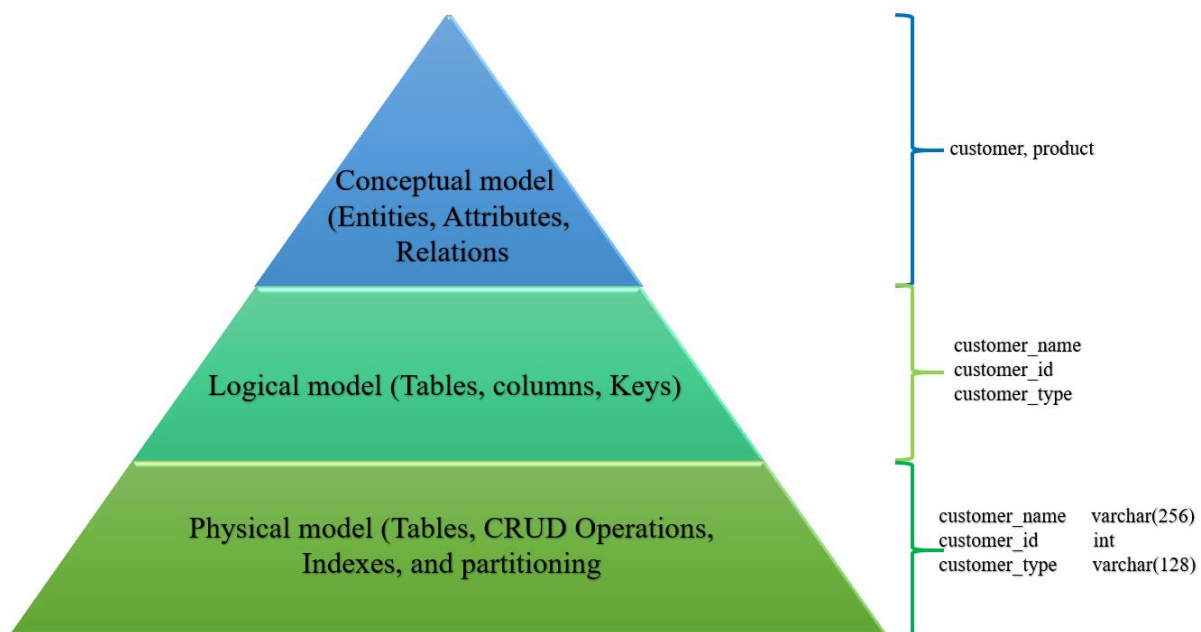 Conceptual model
(Entities, Attributes,
Relations
customer, product
Logical model (Tables, columns, Keys)
customer_name
customer_id
customer_type
Physical model (Tables, CRUD Operations,
Indexes, and partitioning
customer_name varchar(256)
customer_id int
customer_type varchar(128)